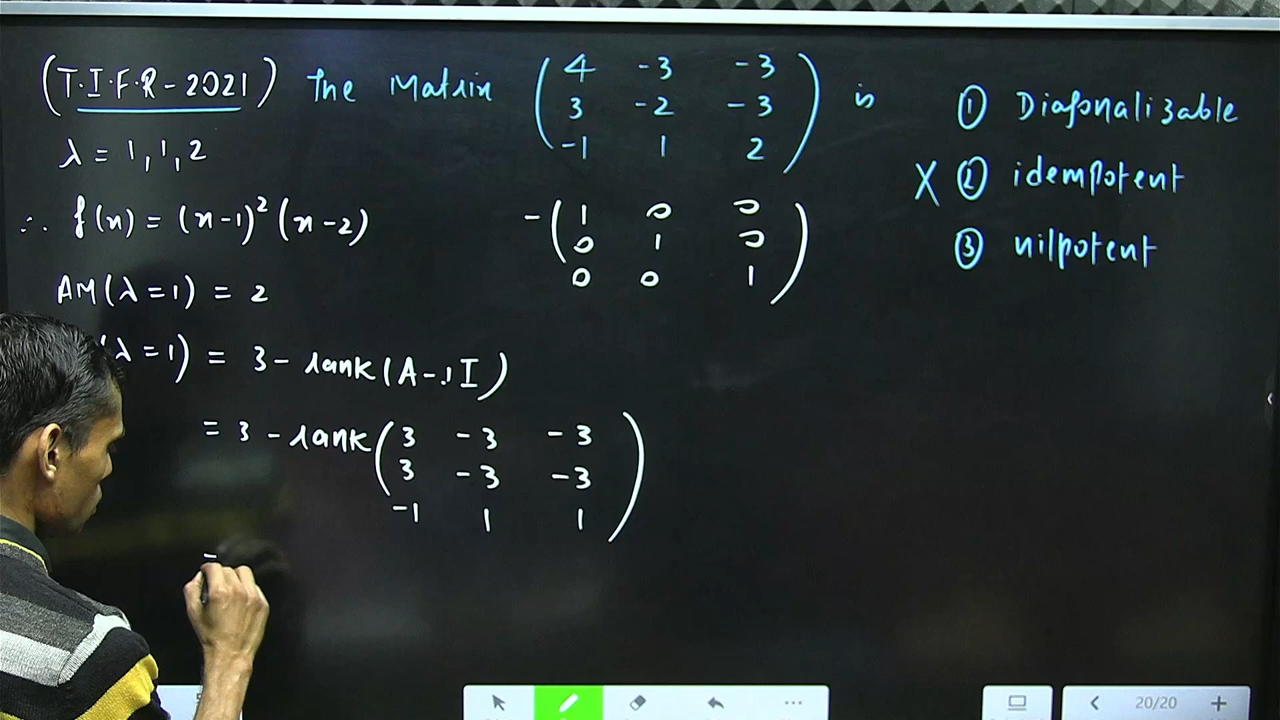 (T.I.F.R - 2021) The Matrix ( 4 -3 -3 ) is
( 3 -2 -3 )
( -1 1 2 )
① Diagonalizable
X ② idempotent
③ nilpotent
λ = 1, 1, 2
∴ f(x) = (x-1)² (x-2)
- ( 1 0 0 )
( 0 1 0 )
( 0 0 1 )
AM(λ=1) = 2
(λ=1) = 3 - rank(A-1I)
= 3 - rank ( 3 -3 -3 )
( 3 -3 -3 )
( -1 1 1 )
=
20/20